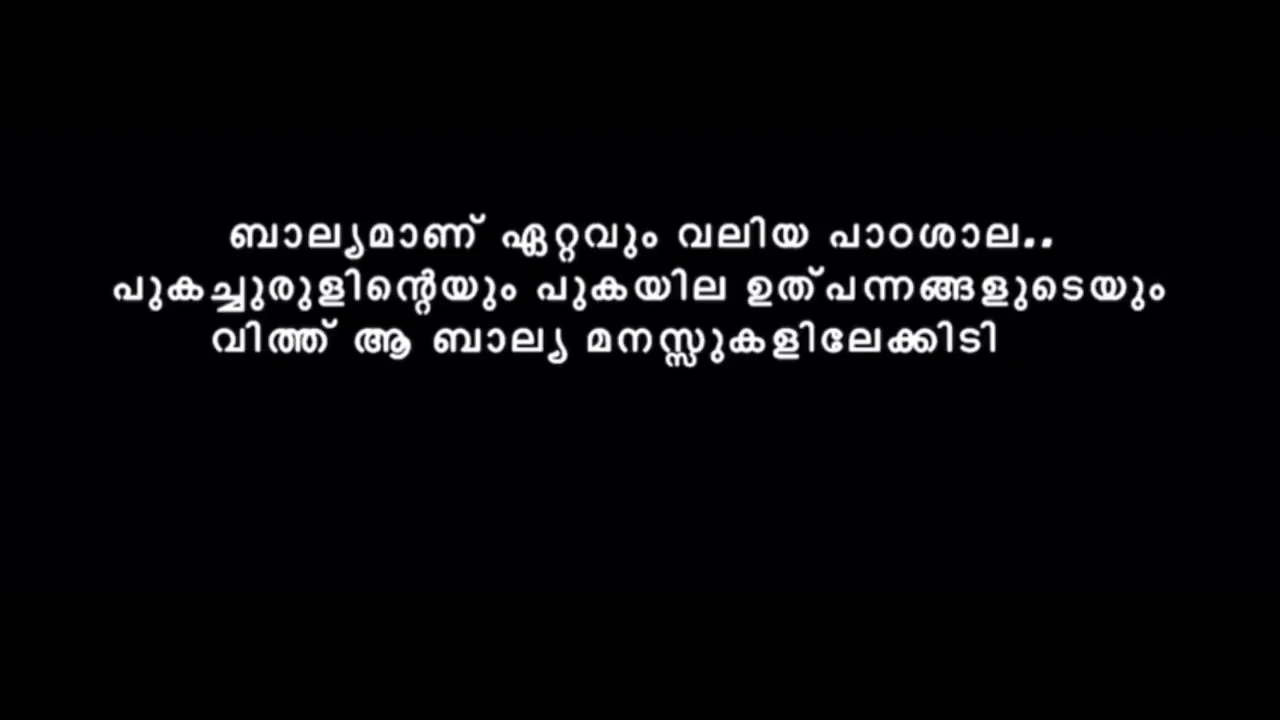 ബാല്യമാണ് ഏറ്റവും വലിയ പാഠശാല..
പുകച്ചുരുളിന്റെയും പുകയില ഉത്പന്നങ്ങളുടെയും
വിത്ത് ആ ബാല്യ മനസ്സുകളിലേക്കിടി